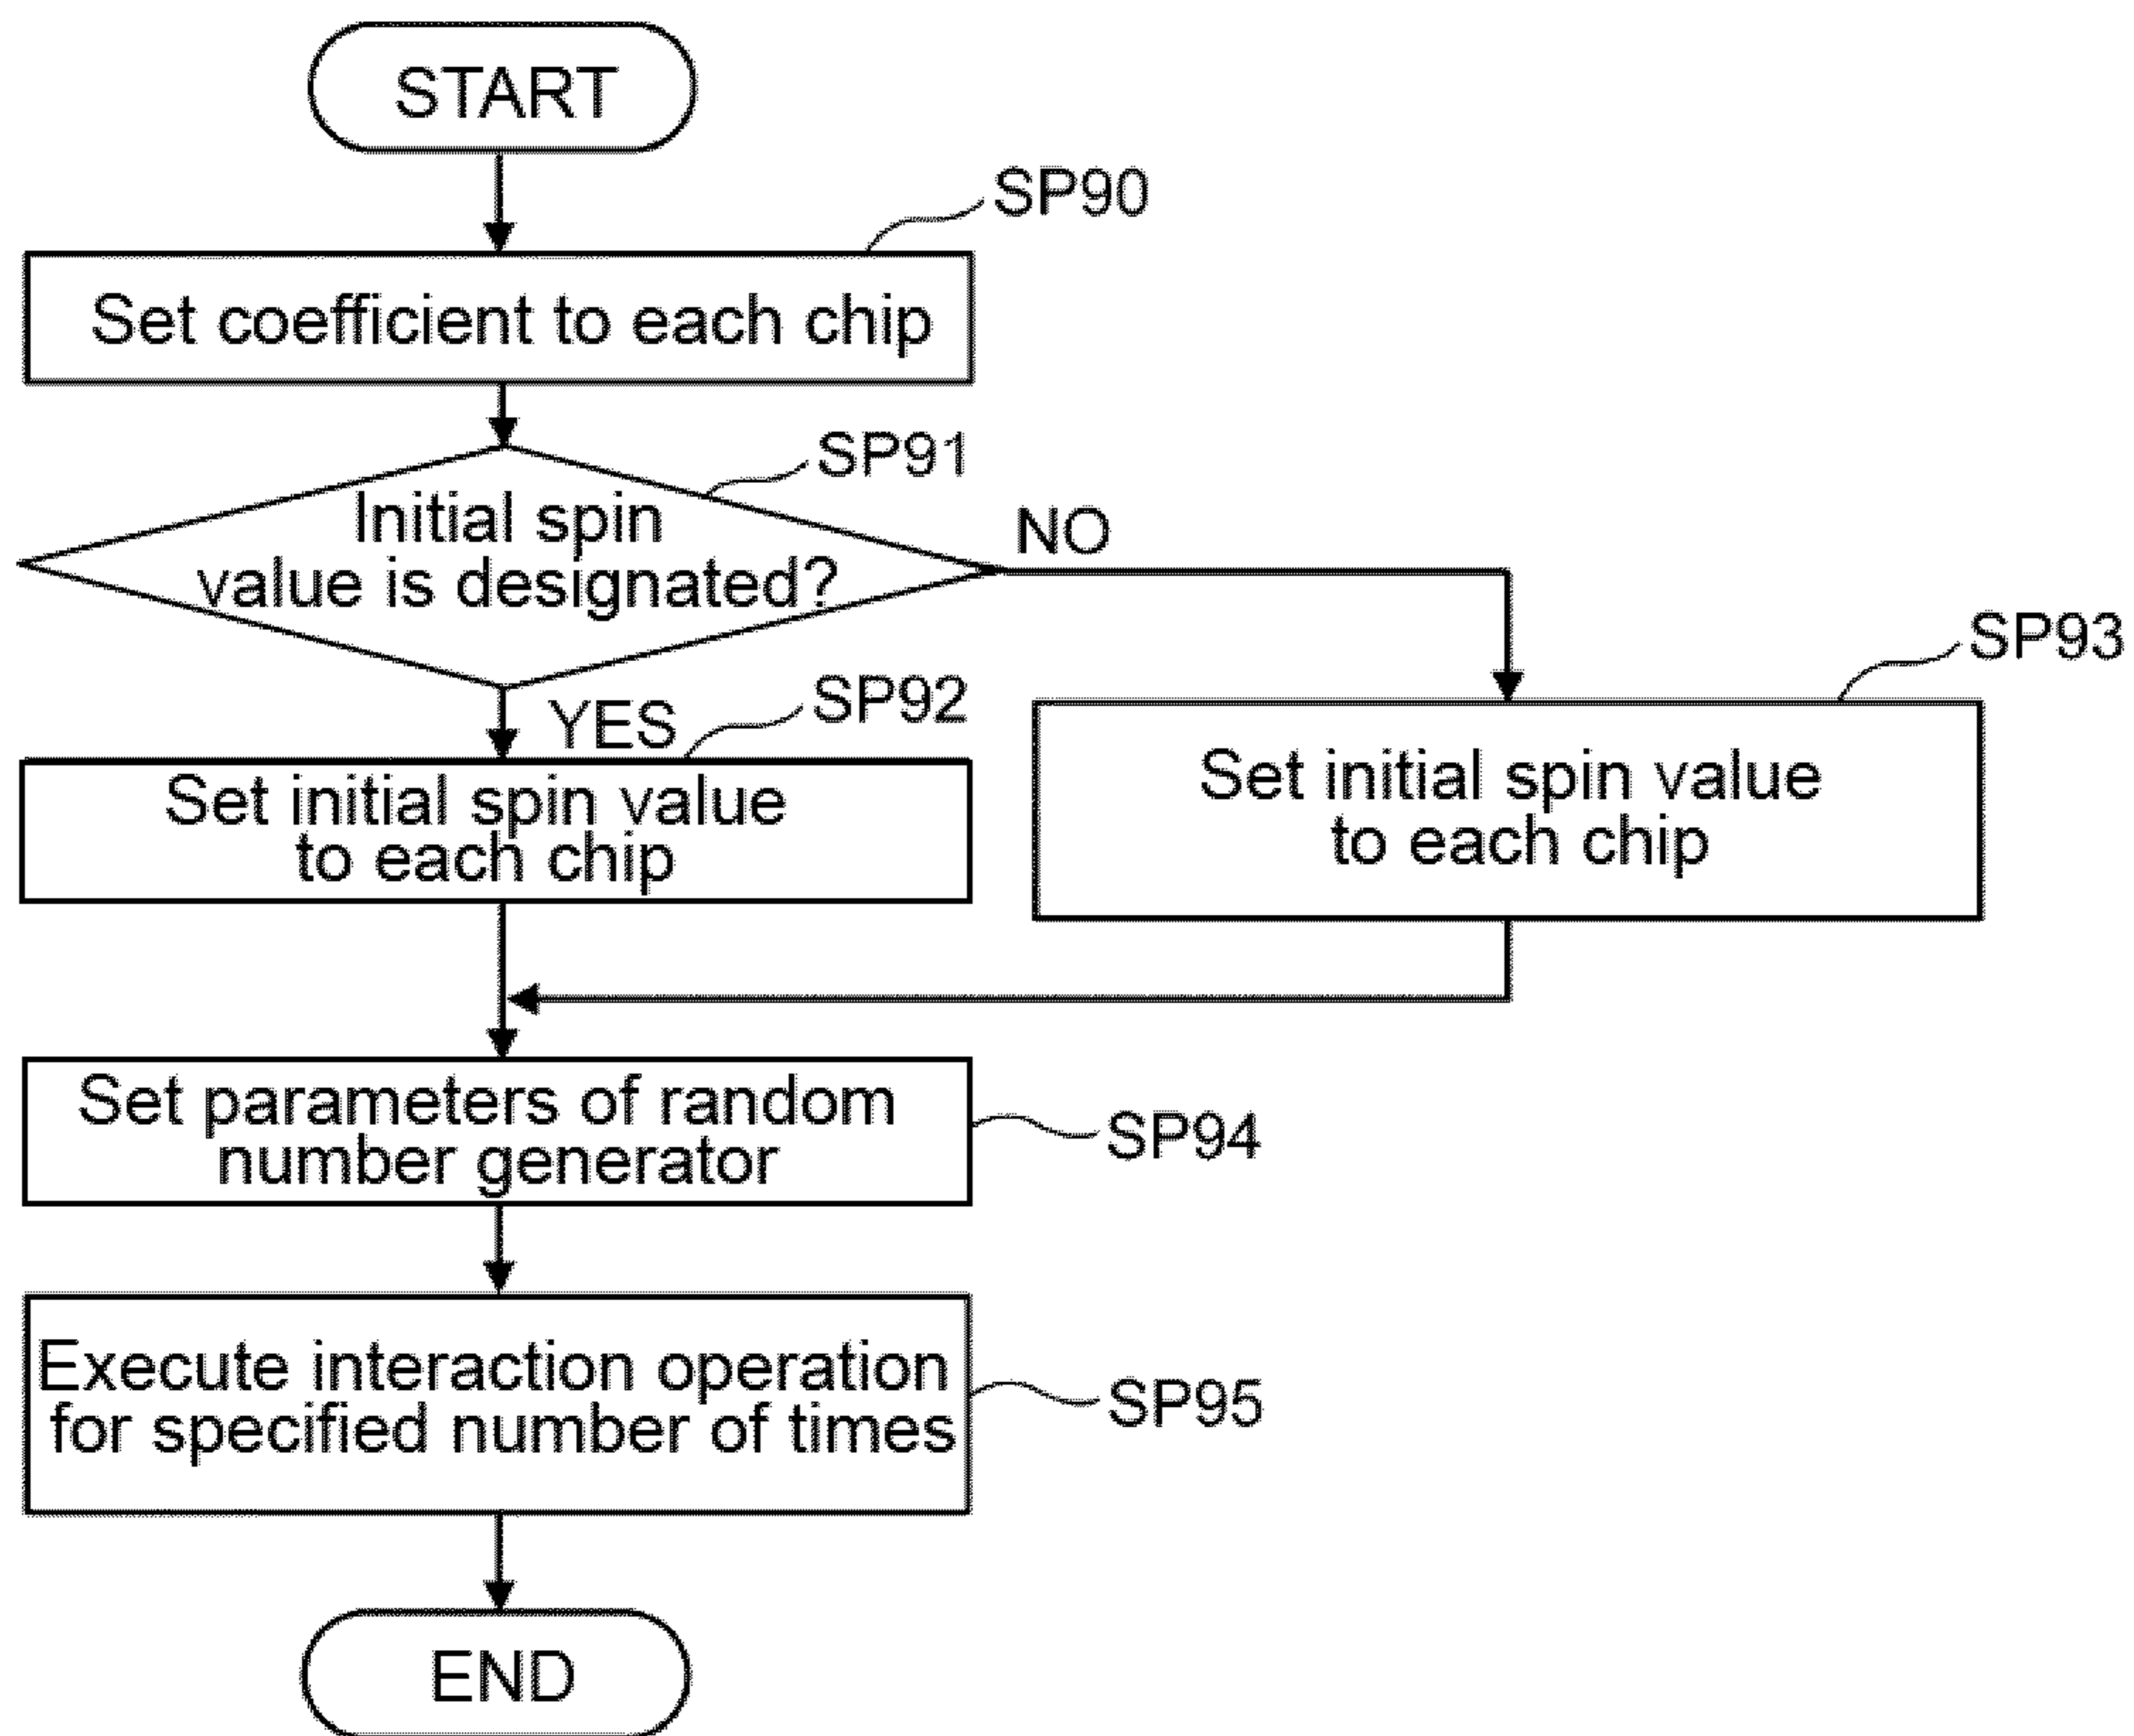 START
SP90
Set coefficient to each chip
SP91
Initial spin
value is designated?
NO
SP93
YES
SP92
Set initial spin value
to each chip
Set initial spin value
to each chip
Set parameters of random
number generator
SP94
Execute interaction operation
for specified number of times
SP95
END